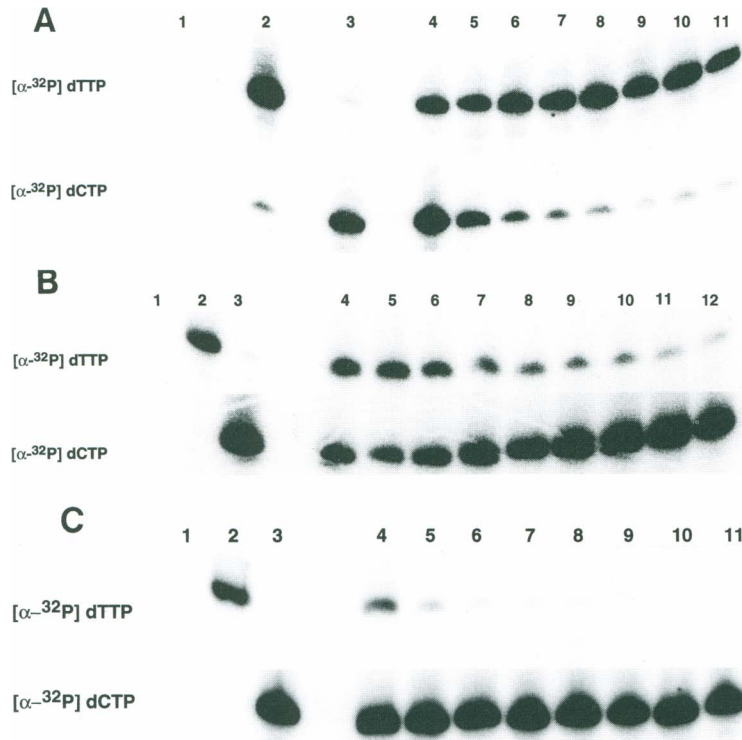 A
1 2 3 4 5 6 7 8 9 10 11
[α-³²P] dTTP
[α-³²P] dCTP
B
1 2 3 4 5 6 7 8 9 10 11 12
[α-³²P] dTTP
[α-³²P] dCTP
C
1 2 3 4 5 6 7 8 9 10 11
[α–³²P] dTTP
[α–³²P] dCTP